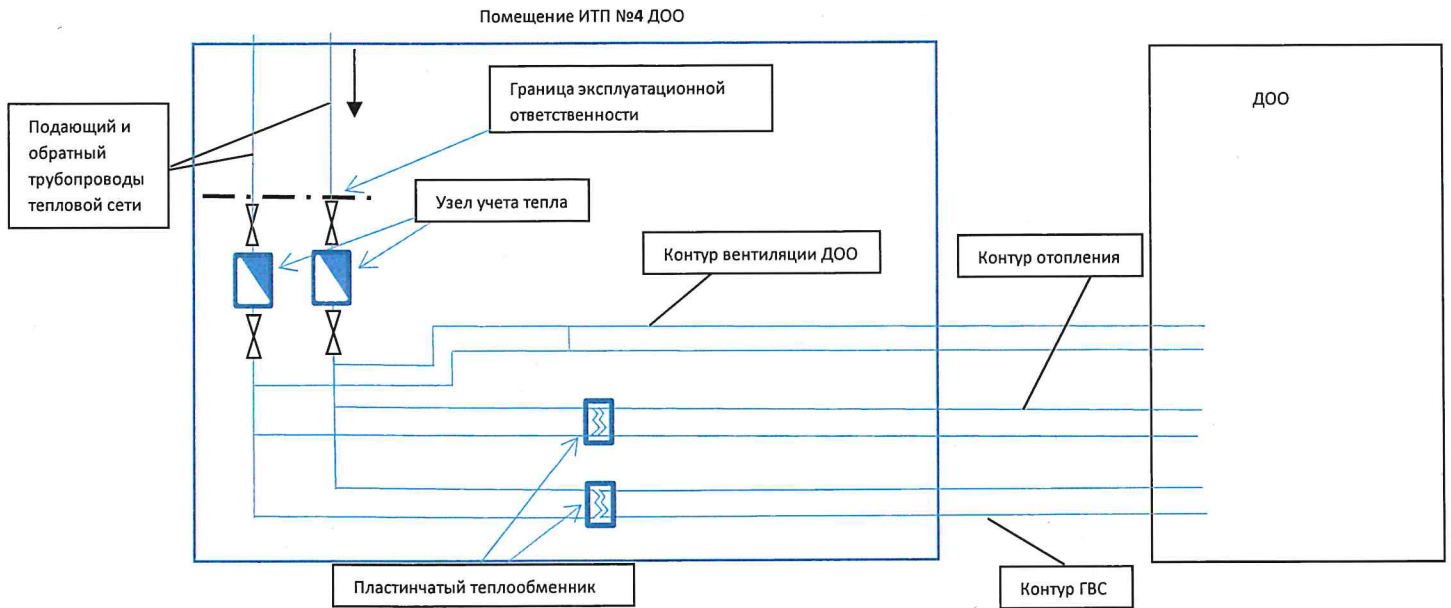 Помещение ИТП №4 ДОО
Граница эксплуатационной
ответственности
ДОО
Подающий и
обратный
трубопроводы
тепловой сети
Узел учета тепла
Контур вентиляции ДОО
Контур отопления
Пластинчатый теплообменник
Контур ГВС